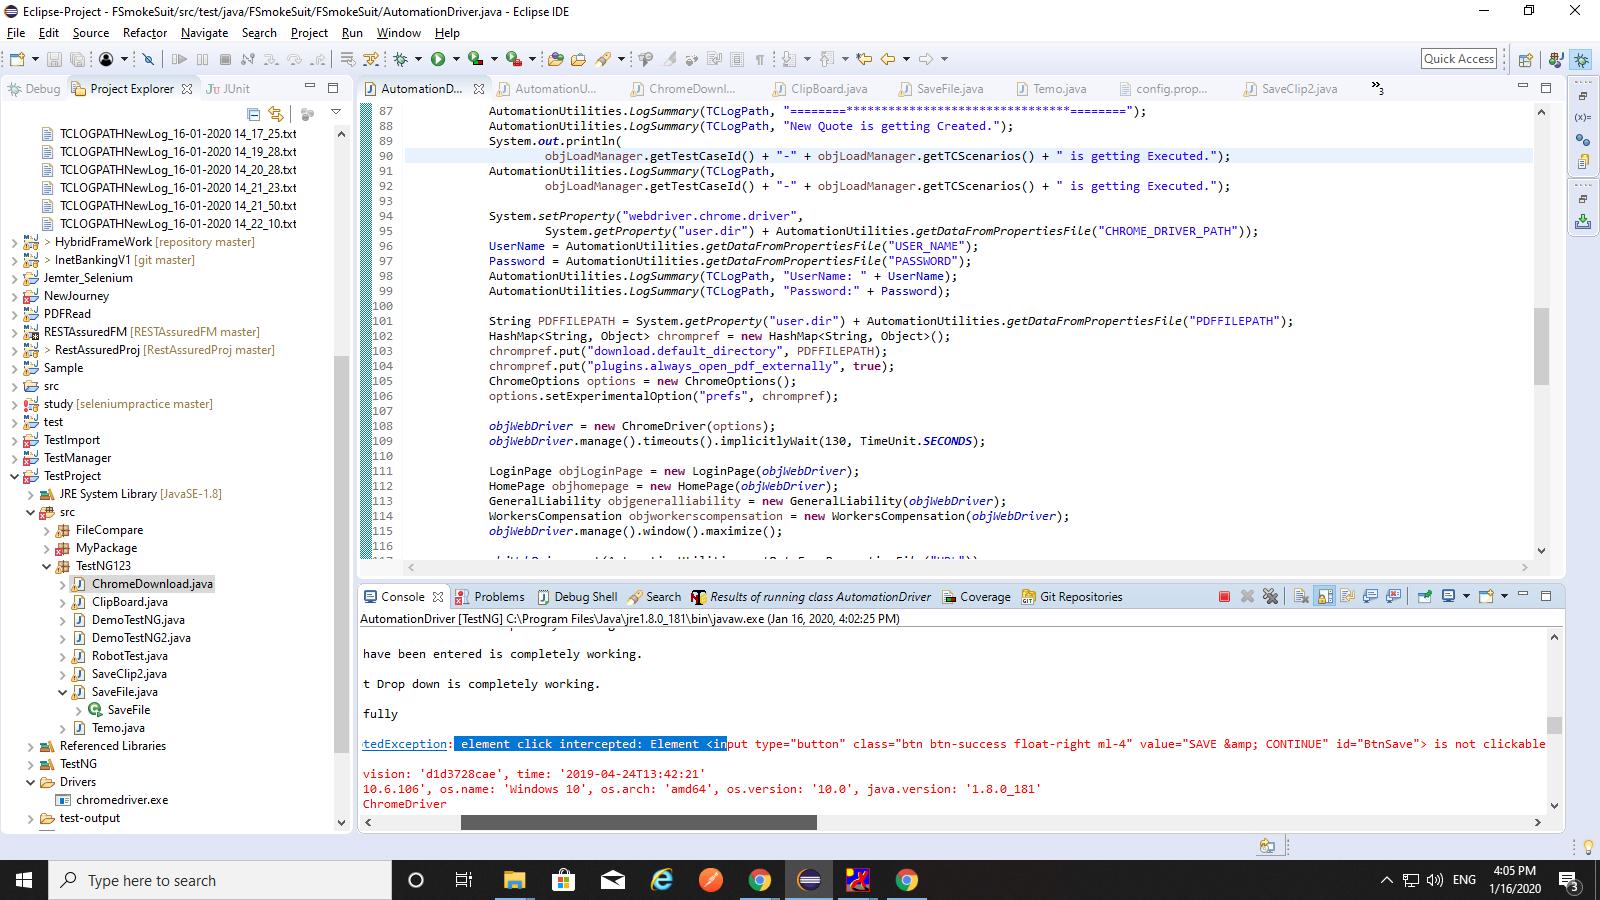 Eclipse-Project - FSmokeSuit/src/test/java/FSmokeSuit/FSmokeSuit/AutomationDriver.java - Eclipse IDE
File Edit Source Refactor Navigate Search Project Run Window Help
Quick Access
Debug Project Explorer JUnit
AutomationD... AutomationU... ChromeDownl... ClipBoard.java SaveFile.java Temo.java config.prop... SaveClip2.java »3
TCLOGPATHNewLog_16-01-2020 14_17_25.txt
TCLOGPATHNewLog_16-01-2020 14_19_28.txt
TCLOGPATHNewLog_16-01-2020 14_20_28.txt
TCLOGPATHNewLog_16-01-2020 14_21_23.txt
TCLOGPATHNewLog_16-01-2020 14_21_50.txt
TCLOGPATHNewLog_16-01-2020 14_22_10.txt
> HybridFrameWork [repository master]
> InetBankingV1 [git master]
Jemter_Selenium
NewJourney
PDFRead
RESTAssuredFM [RESTAssuredFM master]
> RestAssuredProj [RestAssuredProj master]
Sample
src
study [seleniumpractice master]
test
TestImport
TestManager
TestProject
JRE System Library [JavaSE-1.8]
src
FileCompare
MyPackage
TestNG123
ChromeDownload.java
ClipBoard.java
DemoTestNG.java
DemoTestNG2.java
RobotTest.java
SaveClip2.java
SaveFile.java
SaveFile
Temo.java
Referenced Libraries
TestNG
Drivers
chromedriver.exe
test-output
87 AutomationUtilities.LogSummary(TCLogPath, "========********************************========");
88 AutomationUtilities.LogSummary(TCLogPath, "New Quote is getting Created.");
89 System.out.println(
90 objLoadManager.getTestCaseId() + "-" + objLoadManager.getTCScenarios() + " is getting Executed.");
91 AutomationUtilities.LogSummary(TCLogPath,
92 objLoadManager.getTestCaseId() + "-" + objLoadManager.getTCScenarios() + " is getting Executed.");
93
94 System.setProperty("webdriver.chrome.driver",
95 System.getProperty("user.dir") + AutomationUtilities.getDataFromPropertiesFile("CHROME_DRIVER_PATH"));
96 UserName = AutomationUtilities.getDataFromPropertiesFile("USER_NAME");
97 Password = AutomationUtilities.getDataFromPropertiesFile("PASSWORD");
98 AutomationUtilities.LogSummary(TCLogPath, "UserName: " + UserName);
99 AutomationUtilities.LogSummary(TCLogPath, "Password:" + Password);
100
101 String PDFFILEPATH = System.getProperty("user.dir") + AutomationUtilities.getDataFromPropertiesFile("PDFFILEPATH");
102 HashMap<String, Object> chrompref = new HashMap<String, Object>();
103 chrompref.put("download.default_directory", PDFFILEPATH);
104 chrompref.put("plugins.always_open_pdf_externally", true);
105 ChromeOptions options = new ChromeOptions();
106 options.setExperimentalOption("prefs", chrompref);
107
108 objWebDriver = new ChromeDriver(options);
109 objWebDriver.manage().timeouts().implicitlyWait(130, TimeUnit.SECONDS);
110
111 LoginPage objLoginPage = new LoginPage(objWebDriver);
112 HomePage objhomepage = new HomePage(objWebDriver);
113 GeneralLiability objgeneralliability = new GeneralLiability(objWebDriver);
114 WorkersCompensation objworkerscompensation = new WorkersCompensation(objWebDriver);
115 objWebDriver.manage().window().maximize();
116
Console Problems Debug Shell Search Results of running class AutomationDriver Coverage Git Repositories
AutomationDriver [TestNG] C:\Program Files\Java\jre1.8.0_181\bin\javaw.exe (Jan 16, 2020, 4:02:25 PM)
have been entered is completely working.
t Drop down is completely working.
fully
tedException: element click intercepted: Element <input type="button" class="btn btn-success float-right ml-4" value="SAVE &amp; CONTINUE" id="BtnSave"> is not clickable
vision: 'd1d3728cae', time: '2019-04-24T13:42:21'
10.6.106', os.name: 'Windows 10', os.arch: 'amd64', os.version: '10.0', java.version: '1.8.0_181'
ChromeDriver
Type here to search
ENG
4:05 PM
1/16/2020
3